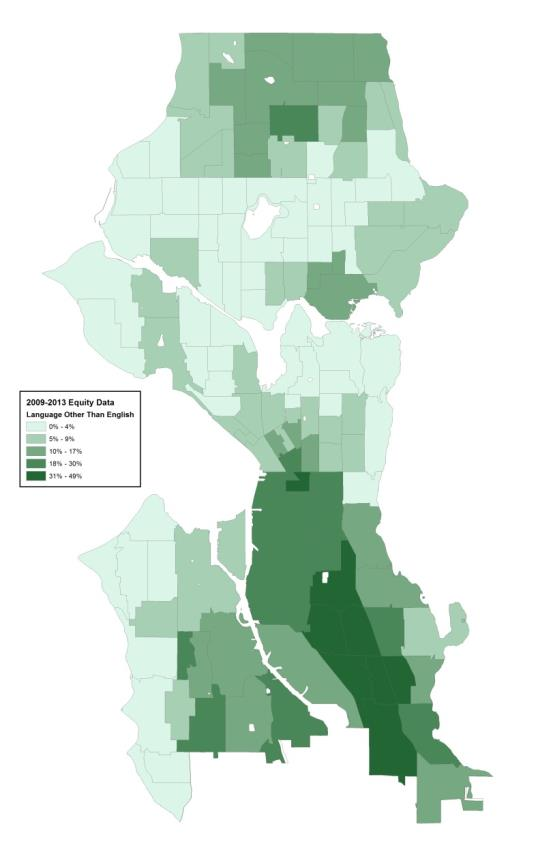 2009-2013 Equity Data
Language Other Than English
0% - 4%
5% - 9%
10% - 17%
18% - 30%
31% - 49%